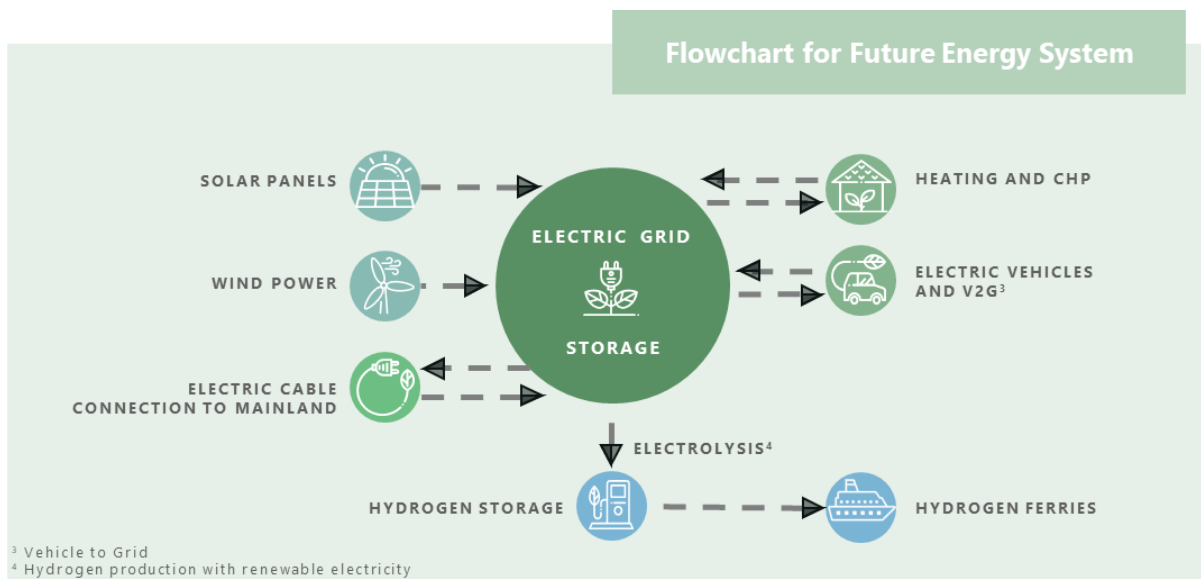 Flowchart for Future Energy System
SOLAR PANELS
HEATING AND CHP
ELECTRIC GRID
WIND POWER
ELECTRIC VEHICLES
AND V2G³
STORAGE
ELECTRIC CABLE
CONNECTION TO MAINLAND
ELECTROLYSIS⁴
HYDROGEN STORAGE
HYDROGEN FERRIES
³ Vehicle to Grid
⁴ Hydrogen production with renewable electricity